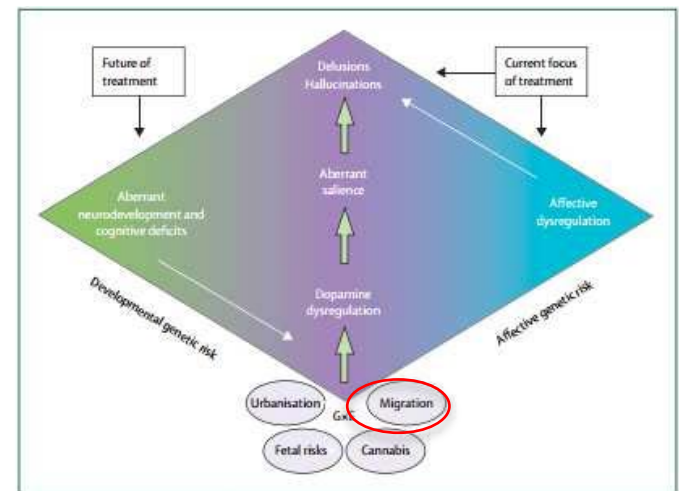 Future of
treatment
Delusions
Hallucinations
Current focus
of treatment
Aberrant
salience
Aberrant
neurodevelopment and
cognitive deficits
Affective
dysregulation
Dopamine
dysregulation
Developmental genetic risk
Affective genetic risk
Urbanisation
Migration
Fetal risks
Cannabis